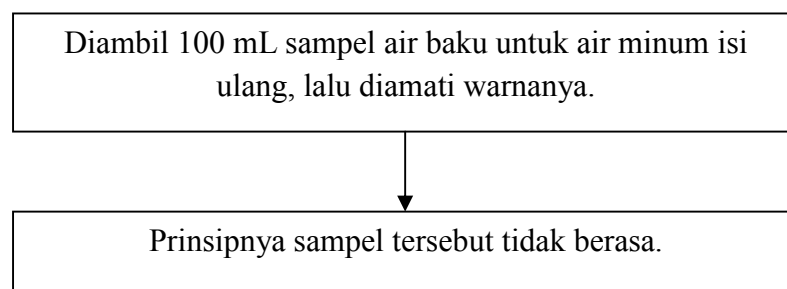 Diambil 100 mL sampel air baku untuk air minum isi
ulang, lalu diamati warnanya.
Prinsipnya sampel tersebut tidak berasa.